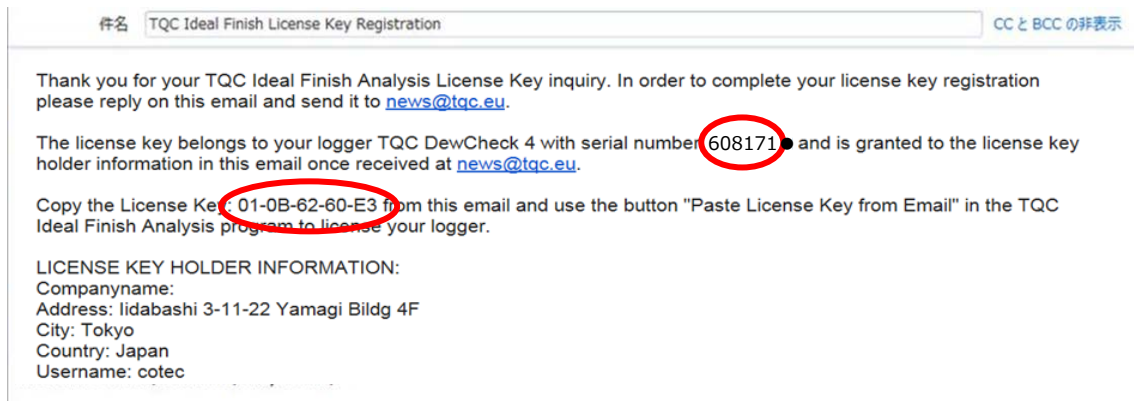 件名 TQC Ideal Finish License Key Registration CC と BCC の非表示
Thank you for your TQC Ideal Finish Analysis License Key inquiry. In order to complete your license key registration
please reply on this email and send it to news@tqc.eu.
The license key belongs to your logger TQC DewCheck 4 with serial number 608171● and is granted to the license key
holder information in this email once received at news@tqc.eu.
Copy the License Key: 01-0B-62-60-E3 from this email and use the button "Paste License Key from Email" in the TQC
Ideal Finish Analysis program to license your logger.
LICENSE KEY HOLDER INFORMATION:
Companyname:
Address: Iidabashi 3-11-22 Yamagi Bildg 4F
City: Tokyo
Country: Japan
Username: cotec